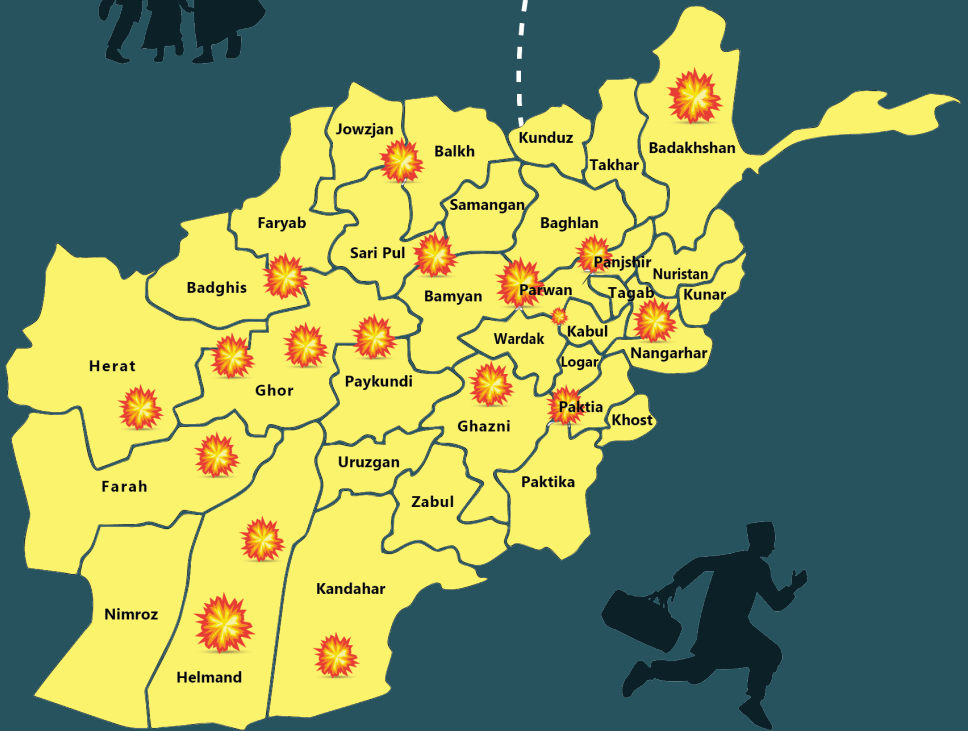 Jowzjan
Balkh
Kunduz
Takhar
Badakhshan
Faryab
Samangan
Baghlan
Sari Pul
Panjshir
Nuristan
Badghis
Bamyan
Parwan
Tagab
Kunar
Herat
Wardak
Kabul
Nangarhar
Ghor
Paykundi
Logar
Ghazni
Paktia
Khost
Farah
Uruzgan
Zabul
Paktika
Nimroz
Kandahar
Helmand